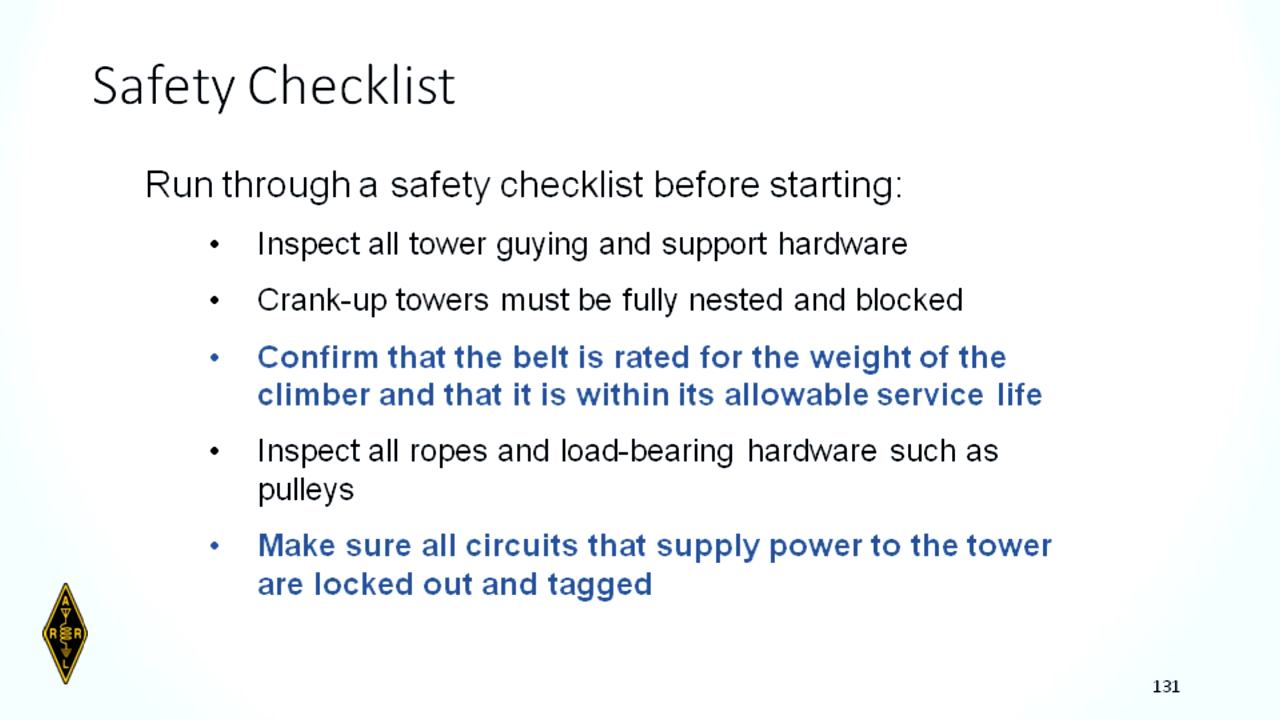 Safety Checklist
Run through a safety checklist before starting:
• Inspect all tower guying and support hardware
• Crank-up towers must be fully nested and blocked
• Confirm that the belt is rated for the weight of the
climber and that it is within its allowable service life
• Inspect all ropes and load-bearing hardware such as
pulleys
• Make sure all circuits that supply power to the tower
are locked out and tagged
A
R R
L
131